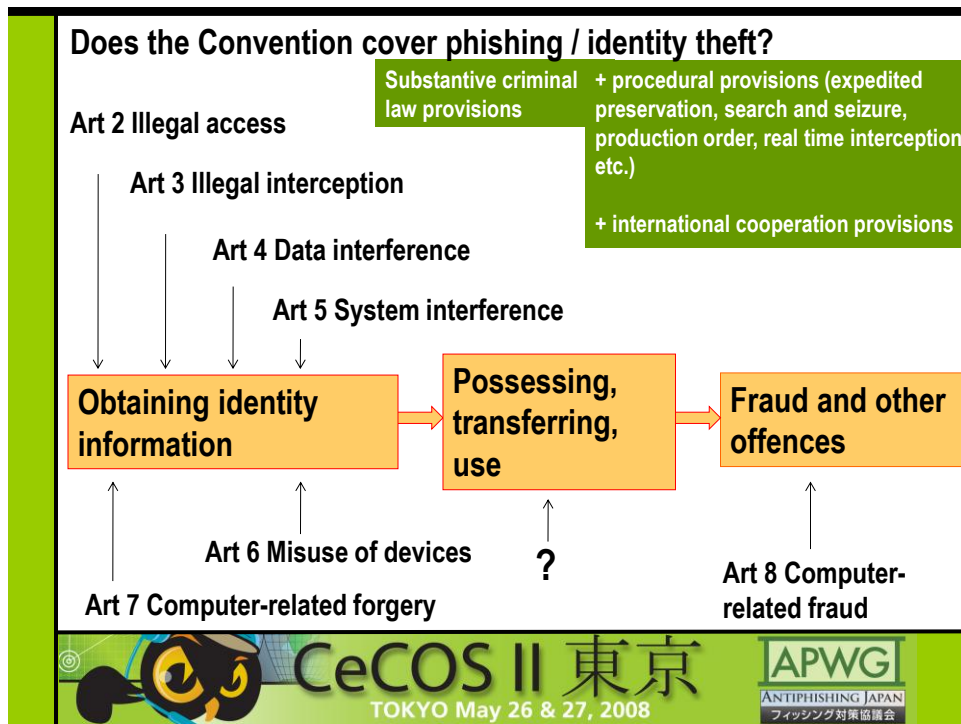 Does the Convention cover phishing / identity theft?
Substantive criminal
law provisions
+ procedural provisions (expedited
preservation, search and seizure,
production order, real time interception
etc.)
+ international cooperation provisions
Art 2 Illegal access
Art 3 Illegal interception
Art 4 Data interference
Art 5 System interference
Obtaining identity
information
Possessing,
transferring,
use
Fraud and other
offences
Art 6 Misuse of devices
?
Art 7 Computer-related forgery
Art 8 Computer-
related fraud
CeCOS II 東京
TOKYO May 26 & 27, 2008
APWG
ANTIPHISHING JAPAN
フィッシング対策協議会